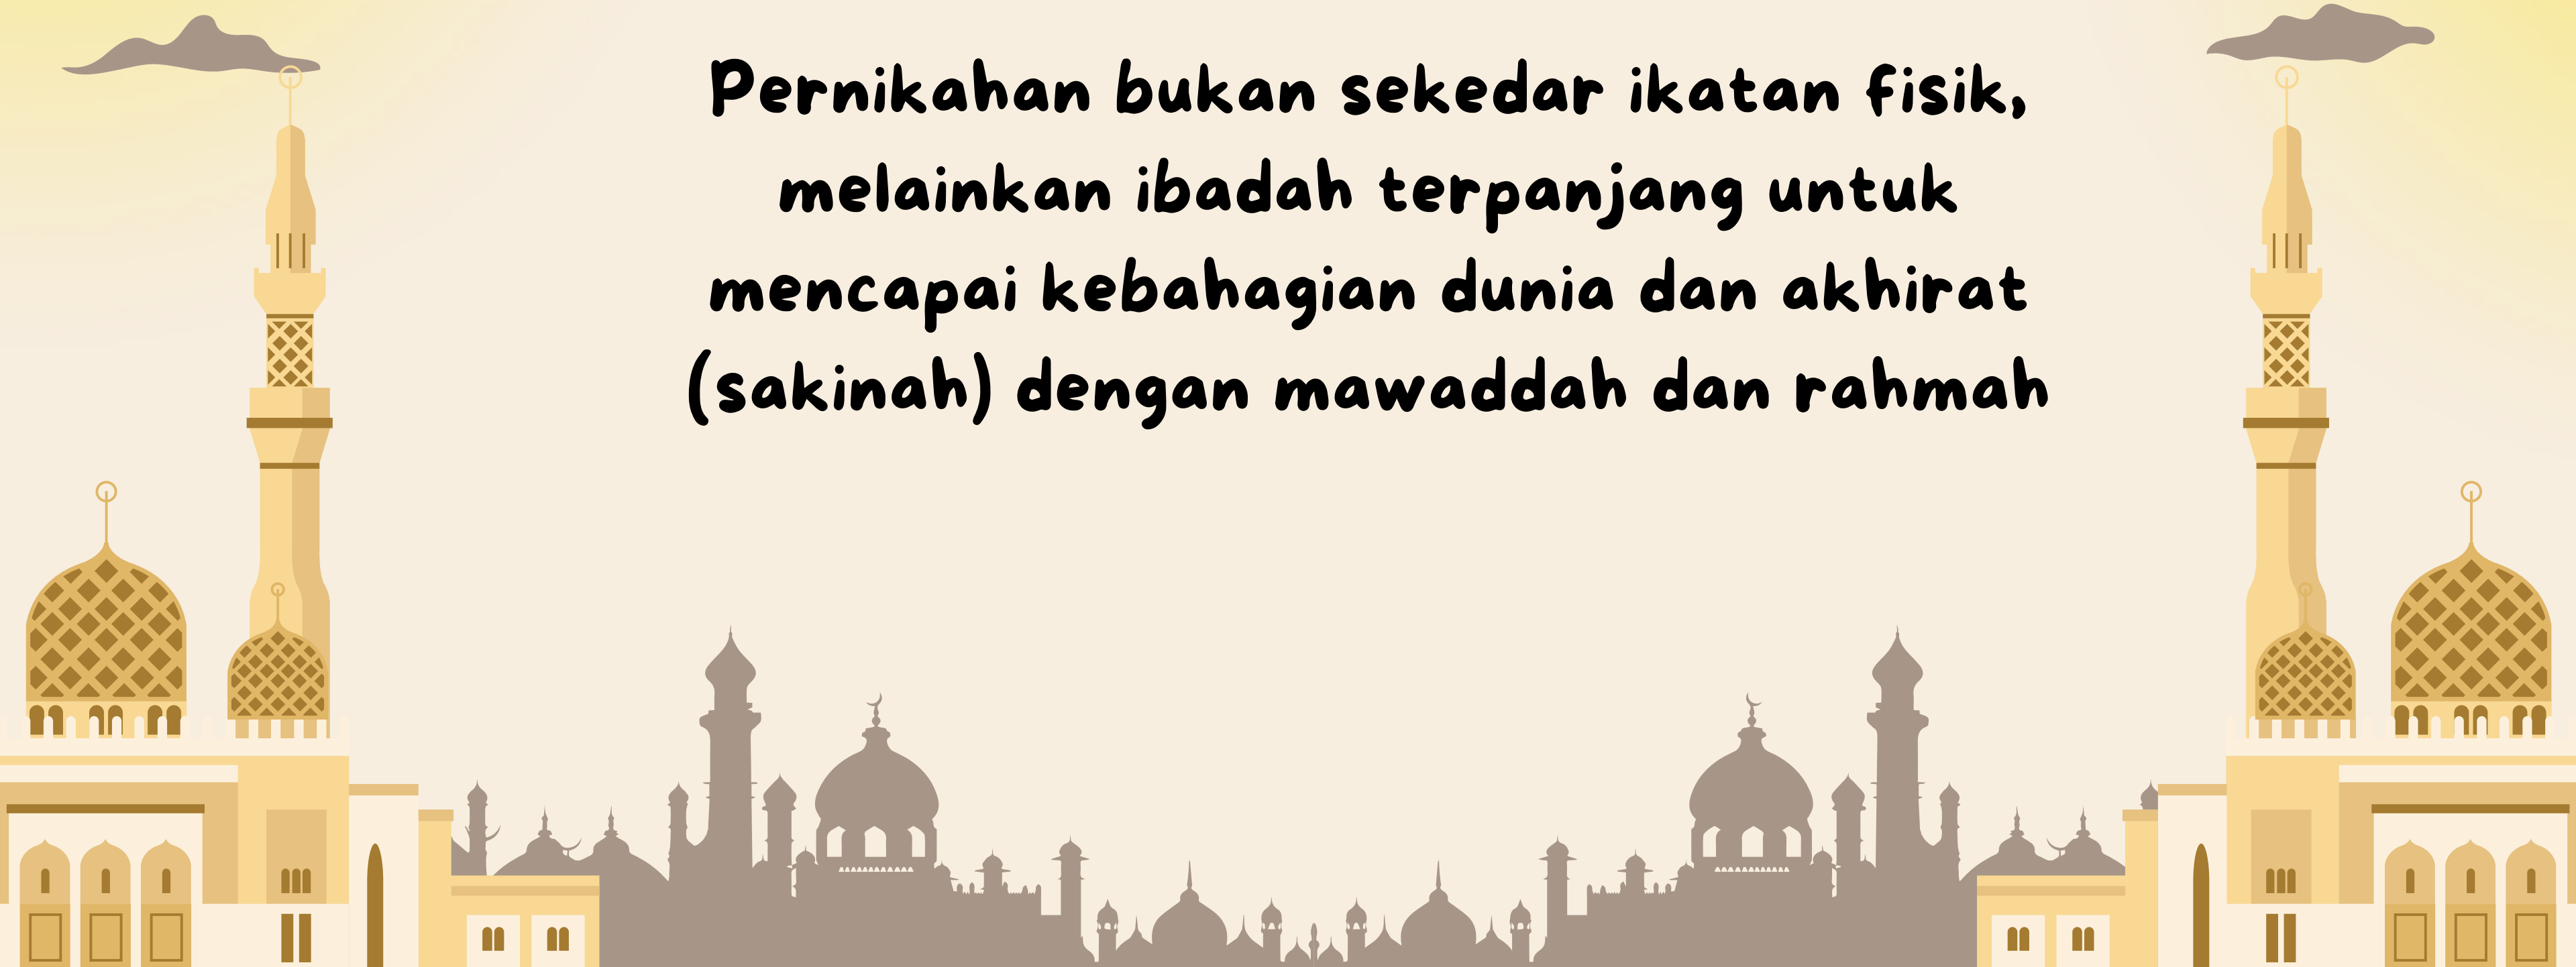 Pernikahan bukan sekedar ikatan fisik,
melainkan ibadah terpanjang untuk
mencapai kebahagian dunia dan akhirat
(sakinah) dengan mawaddah dan rahmah